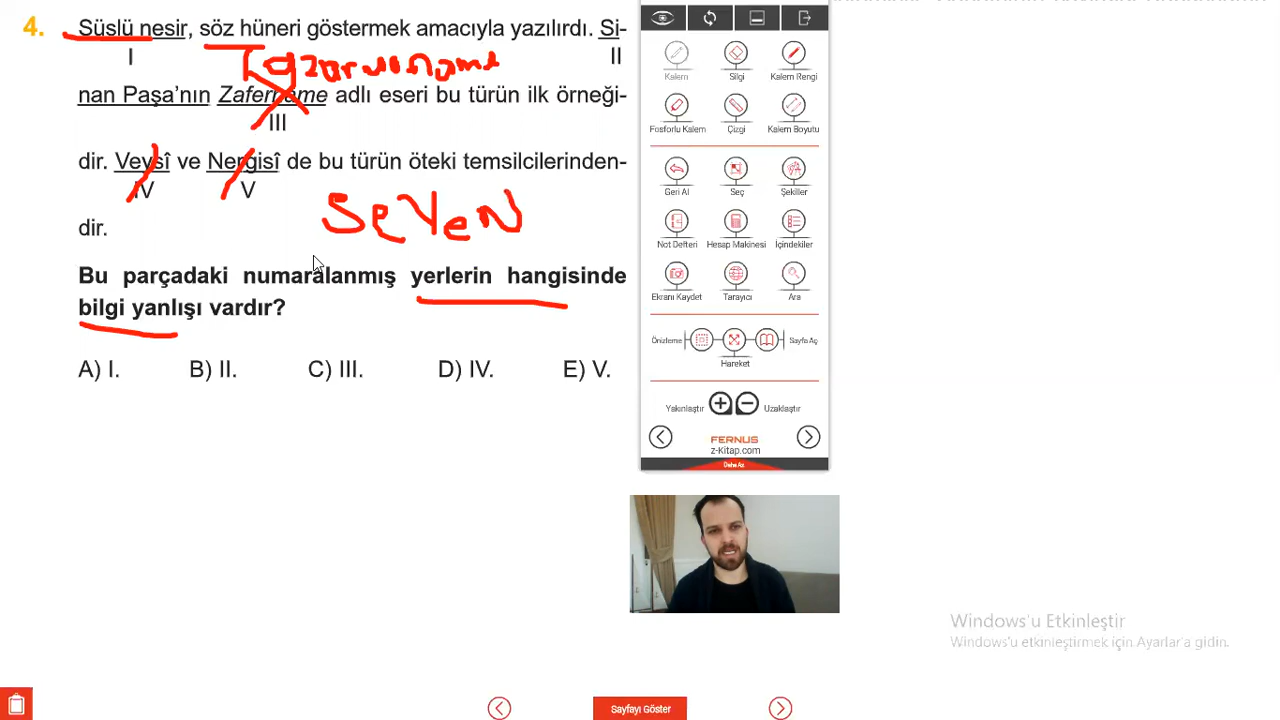 4. Süslü nesir, söz hüneri göstermek amacıyla yazılırdı. Si-
I II
Tazarruname
nan Paşa'nın Zafername adlı eseri bu türün ilk örneği-
III
dir. Veysî ve Nergisî de bu türün öteki temsilcilerinden-
IV V
SEYEN
dir.
Bu parçadaki numaralanmış yerlerin hangisinde
bilgi yanlışı vardır?
A) I. B) II. C) III. D) IV. E) V.
Kalem Silgi Kalem Rengi
Fosforlu Kalem Çizgi Kalem Boyutu
Geri Al Seç Şekiller
Not Defteri Hesap Makinesi İçindekiler
Ekranı Kaydet Tarayıcı Ara
Önizleme Sayfa Aç
Hareket
Yakınlaştır Uzaklaştır
FERNUS
z-Kitap.com
Daha Az
Windows'u Etkinleştir
Windows'u etkinleştirmek için Ayarlar'a gidin.
Sayfayı Göster